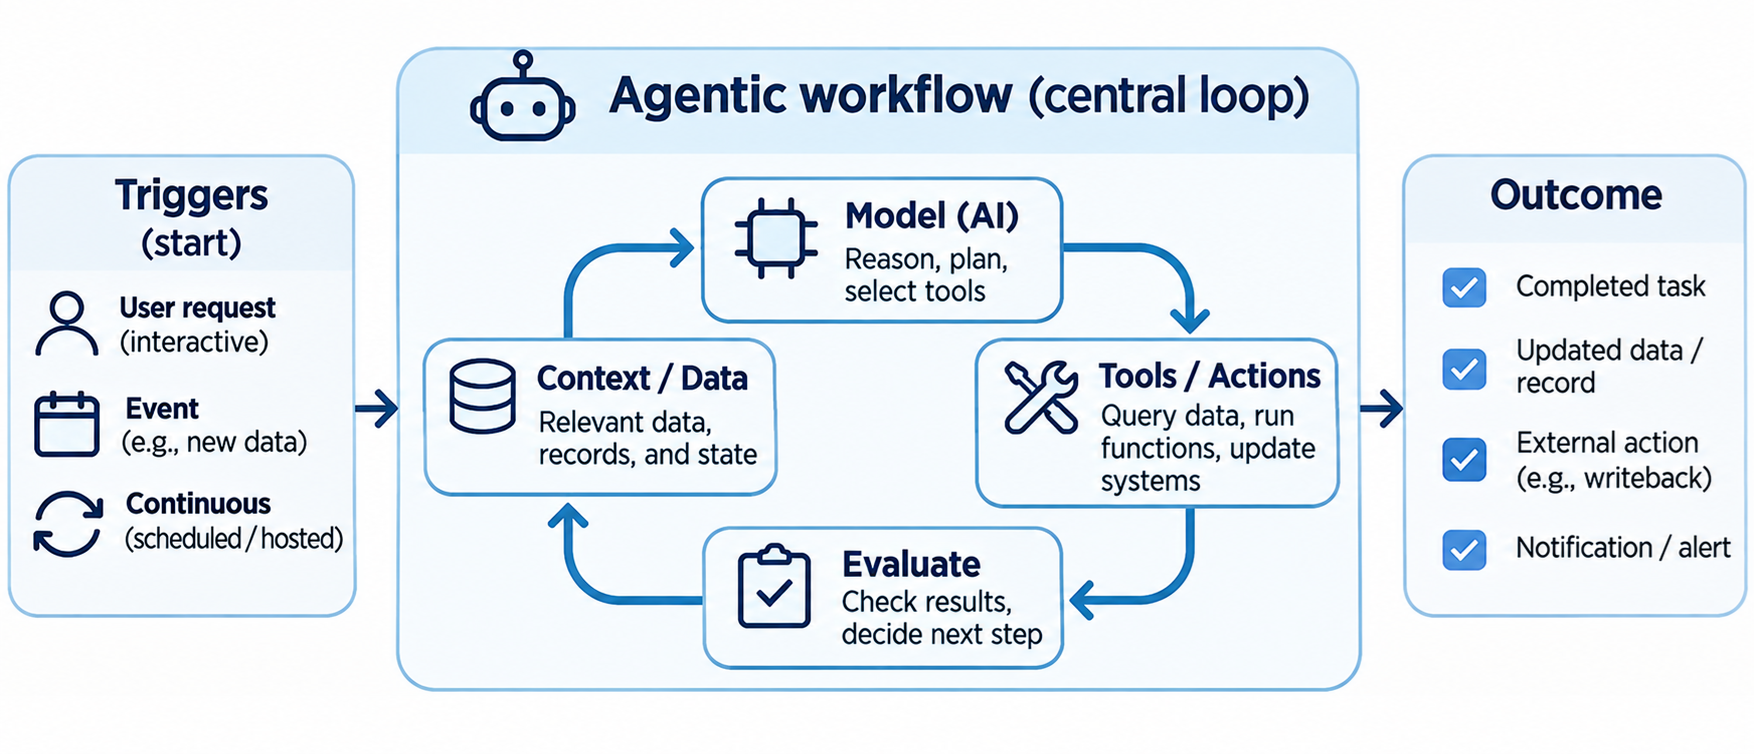 Agentic workflow (central loop)
Triggers
(start)
User request
(interactive)
Event
(e.g., new data)
Continuous
(scheduled / hosted)
Model (AI)
Reason, plan,
select tools
Context / Data
Relevant data,
records, and state
Tools / Actions
Query data, run
functions, update
systems
Evaluate
Check results,
decide next step
Outcome
Completed task
Updated data /
record
External action
(e.g., writeback)
Notification / alert